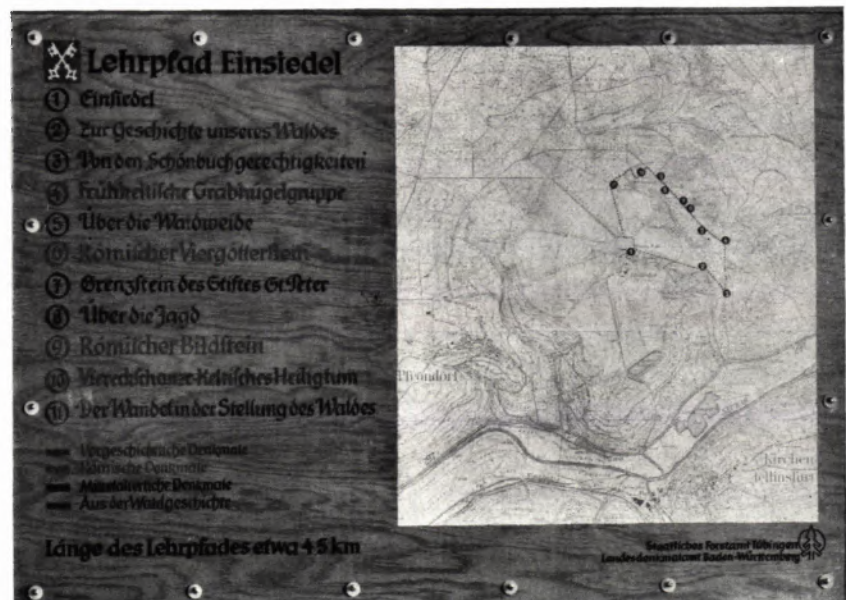 Lehrpfad Einsiedel
1 Einsiedel
2 Zur Geschichte unseres Waldes
3 Von den Schönbuchgerechtigkeiten
4 Frühkeltische Grabhügelgruppe
5 Über die Waldweide
6 Römischer Viergötterstein
7 Grenzstein des Stiftes St. Peter
8 Über die Jagd
9 Römischer Bildstein
10 Viereckschanze-Keltisches Heiligtum
11 Der Wandel in der Stellung des Waldes
Vorgeschichtliche Denkmale
Römische Denkmale
Mittelalterliche Denkmale
Aus der Waldgeschichte
Länge des Lehrpfades etwa 4 5 km
Pfrondorf
Kirchen
tellinsfurt
Staatliches Forstamt Tübingen
Landesdenkmalamt Baden-Württemberg